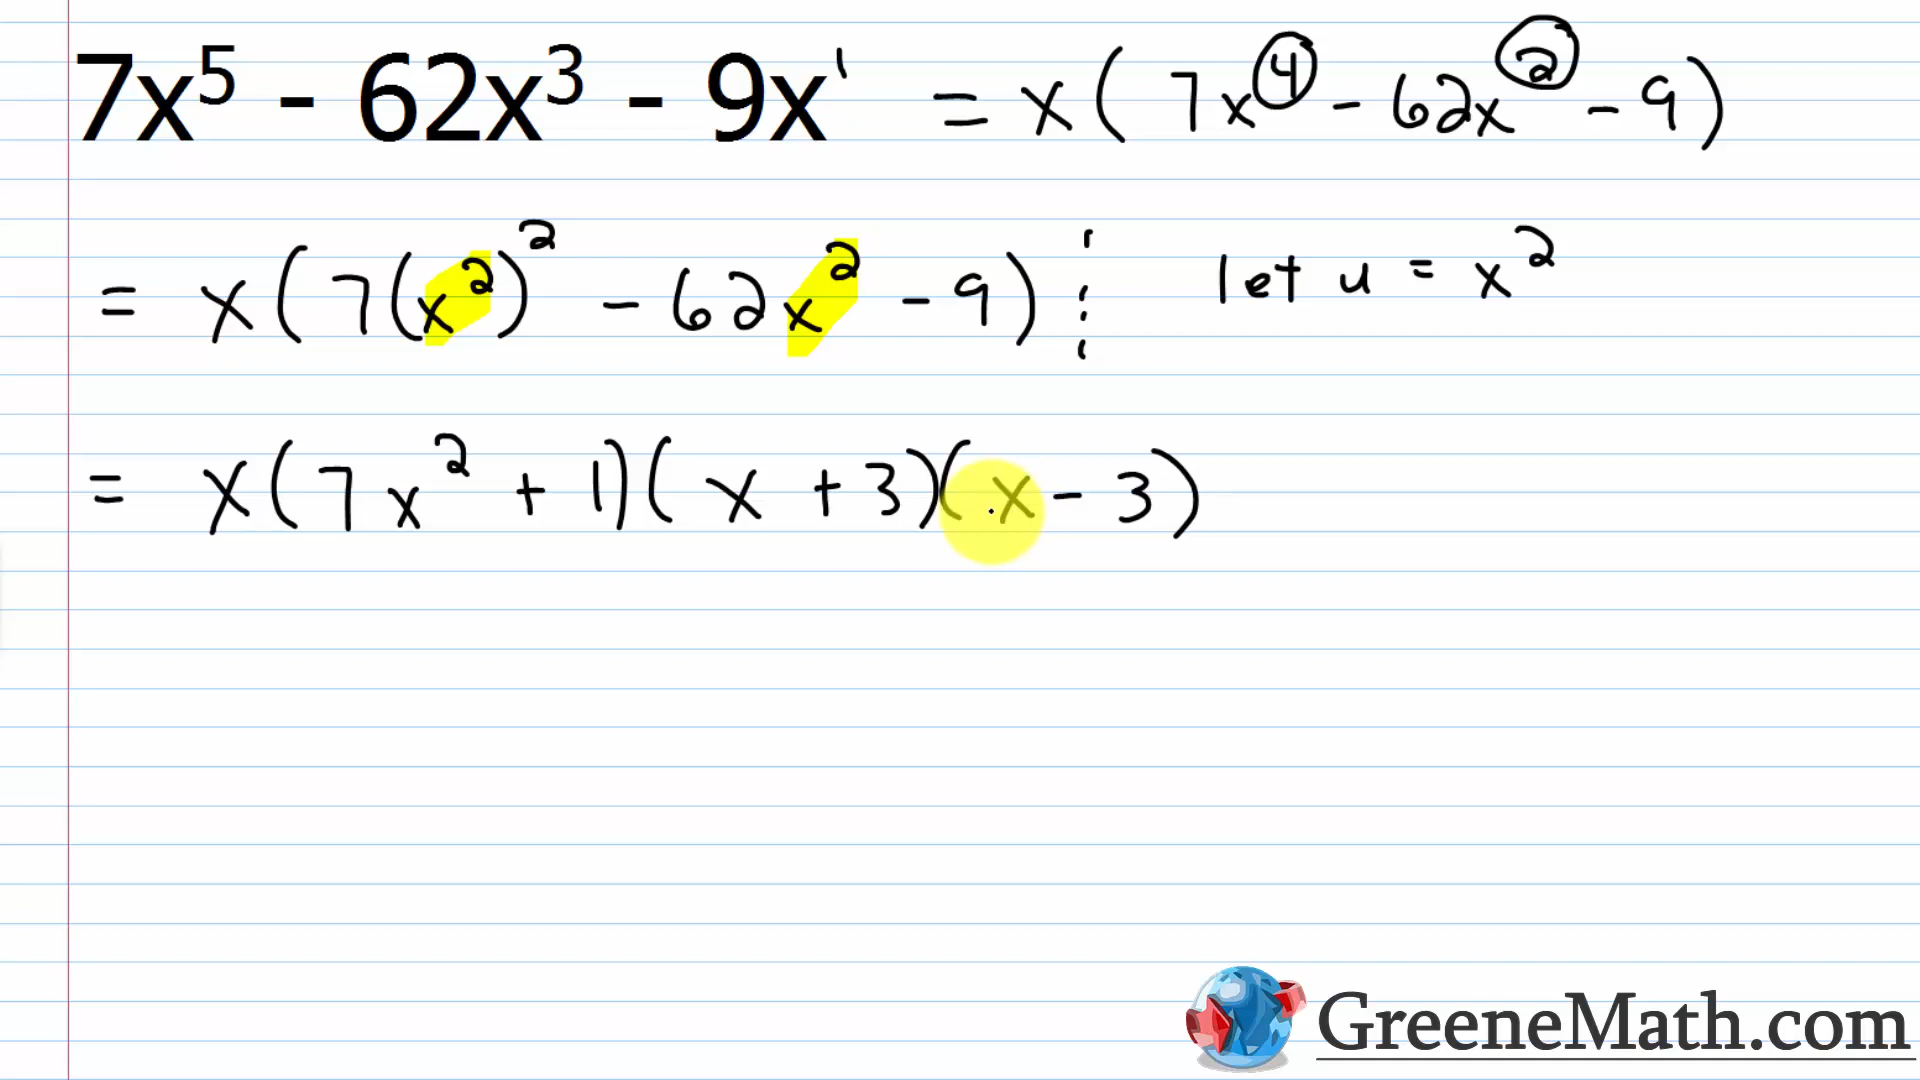 7x⁵ - 62x³ - 9x¹ = x(7x⁴ - 62x² - 9)
= x(7(x²)² - 62x² - 9) let u = x²
= x(7x² + 1)(x + 3)(x - 3)
GreeneMath.com